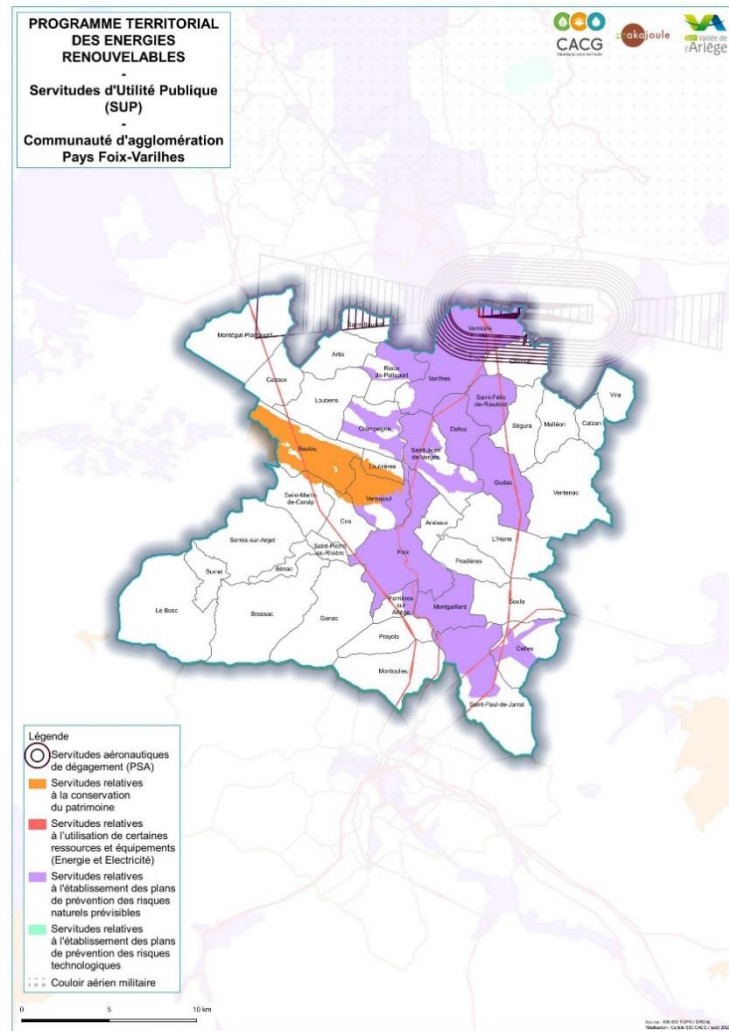 PROGRAMME TERRITORIAL
DES ENERGIES
RENOUVELABLES
-
Servitudes d'Utilité Publique
(SUP)
-
Communauté d'agglomération
Pays Foix-Varilhes
CACG
akajoule
Vallée de
l'Ariège
Montégut-Plantaurel
Verniolle
Artix
Rieux
de-Pelleport
Varilhes
Cazaux
Loubens
Vira
Saint-Félix
de-Rieutord
Crampagna
Dalou
Ségura
Malléon
Calzan
Baulou
Saint-Jean
de-Verges
Loubières
Gudas
Ventenac
Vernajoul
Saint-Martin
de-Caralp
Cos
Arabaux
L'Herm
Serres-sur-Arget
Saint-Pierre
de-Rivière
Foix
Pradières
Bénac
Burret
Ferrières
sur
Ariège
Montgaillard
Soula
Le Bosc
Brassac
Ganac
Prayols
Celles
Montoulieu
Saint-Paul-de-Jarrat
Légende
Servitudes aéronautiques
de dégagement (PSA)
Servitudes relatives
à la conservation
du patrimoine
Servitudes relatives
à l'utilisation de certaines
ressources et équipements
(Energie et Electricité)
Servitudes relatives
à l'établissement des plans
de prévention des risques
naturels prévisibles
Servitudes relatives
à l'établissement des plans
de prévention des risques
technologiques
Couloir aérien militaire
0 5 10 km